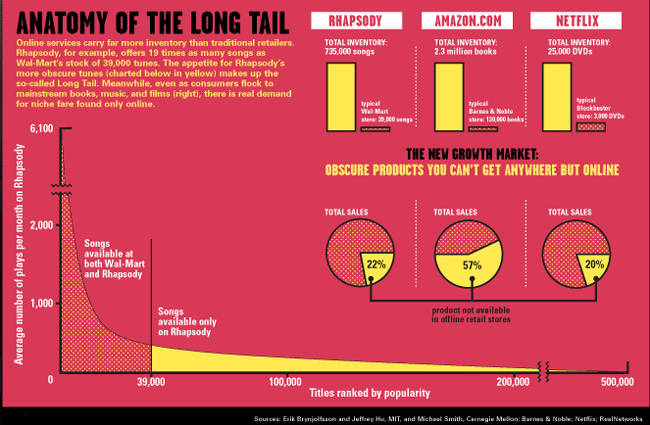 ANATOMY OF THE LONG TAIL
Online services carry far more inventory than traditional retailers.
Rhapsody, for example, offers 19 times as many songs as
Wal-Mart's stock of 39,000 tunes. The appetite for Rhapsody's
more obscure tunes (charted below in yellow) makes up the
so-called Long Tail. Meanwhile, even as consumers flock to
mainstream books, music, and films (right), there is real demand
for niche fare found only online.
RHAPSODY
TOTAL INVENTORY:
735,000 songs
typical
Wal-Mart
store: 39,000 songs
AMAZON.COM
TOTAL INVENTORY:
2.3 million books
typical
Barnes & Noble
store: 130,000 books
NETFLIX
TOTAL INVENTORY:
25,000 DVDs
typical
Blockbuster
store: 3,000 DVDs
THE NEW GROWTH MARKET:
OBSCURE PRODUCTS YOU CAN'T GET ANYWHERE BUT ONLINE
TOTAL SALES
22%
TOTAL SALES
57%
TOTAL SALES
20%
product not available
in offline retail stores
Average number of plays per month on Rhapsody
6,100
2,000
1,000
0
Songs
available at
both Wal-Mart
and Rhapsody
Songs
available only
on Rhapsody
39,000
100,000
200,000
500,000
Titles ranked by popularity
Sources: Erik Brynjolfsson and Jeffrey Hu, MIT, and Michael Smith, Carnegie Mellon; Barnes & Noble; Netflix; RealNetworks